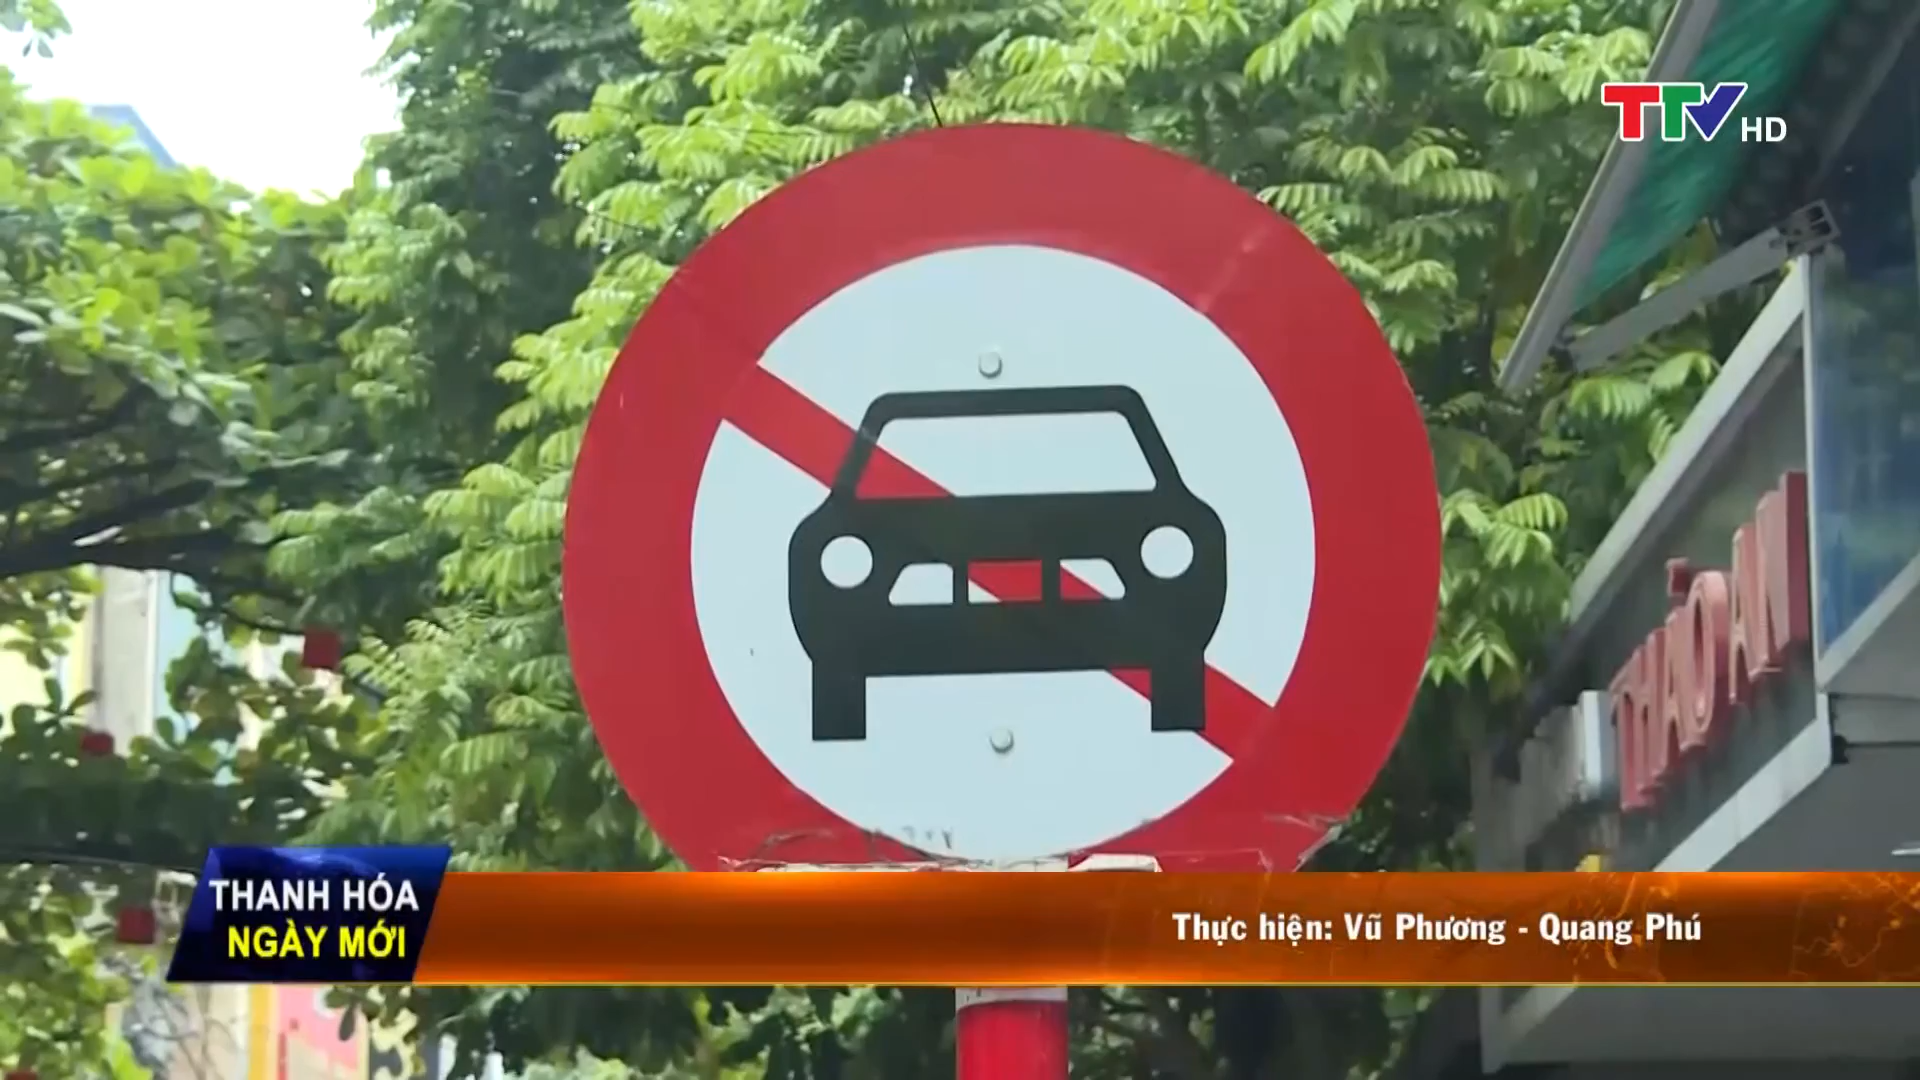 TTV HD
THẢO AN
THANH HÓA
NGÀY MỚI
Thực hiện: Vũ Phương - Quang Phú